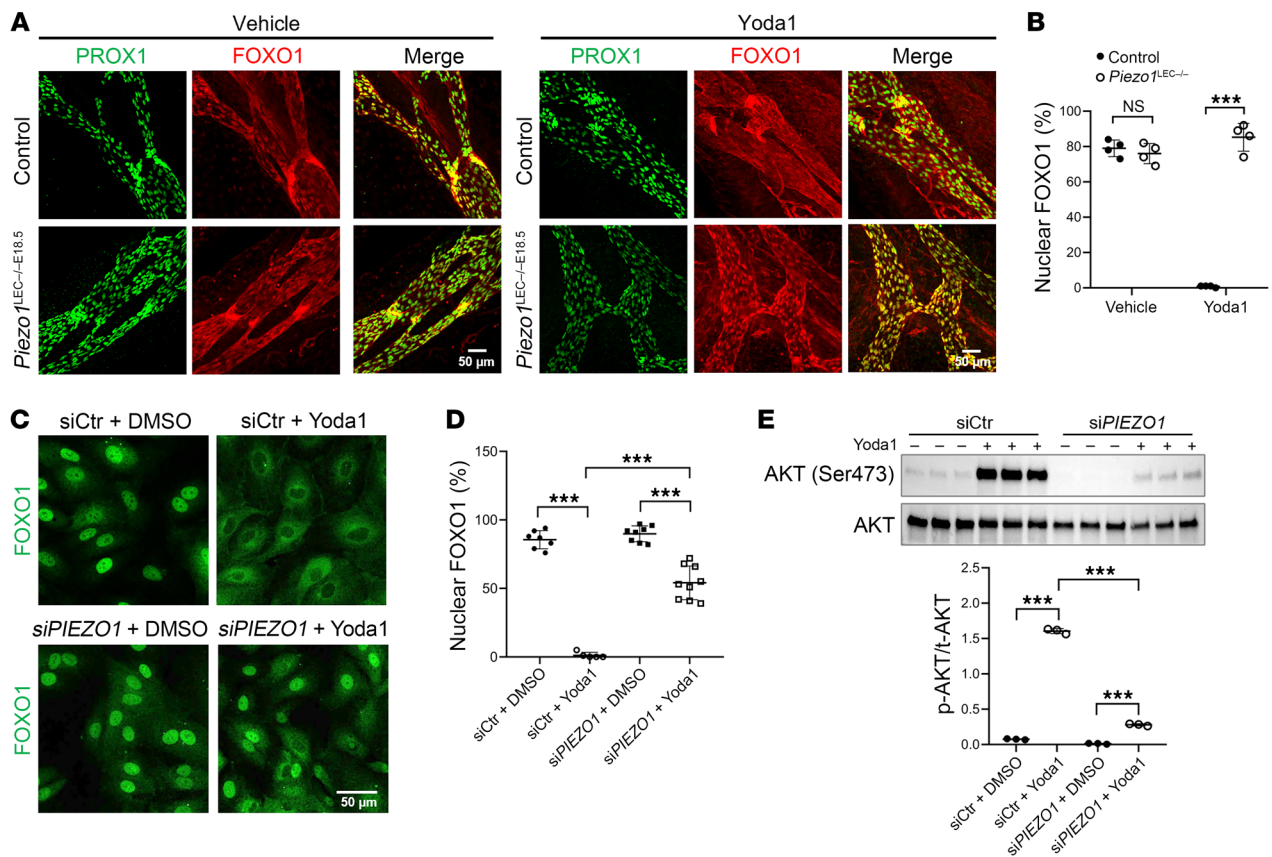 A
Vehicle
Yoda1
PROX1 FOXO1 Merge
PROX1 FOXO1 Merge
Control
Piezo1LEC–/–E18.5
50 µm
Control
Piezo1LEC–/–E18.5
50 µm
B
Control
Piezo1LEC–/–
NS
***
Nuclear FOXO1 (%)
100
80
60
40
20
0
Vehicle Yoda1
C
siCtr + DMSO siCtr + Yoda1
FOXO1
siPIEZO1 + DMSO siPIEZO1 + Yoda1
FOXO1
50 µm
D
Nuclear FOXO1 (%)
150
100
50
0
***
***
***
siCtr + DMSO
siCtr + Yoda1
siPIEZO1 + DMSO
siPIEZO1 + Yoda1
E
siCtr siPIEZO1
Yoda1 – – – + + + – – – + + +
AKT (Ser473)
AKT
p-AKT/t-AKT
2.5
2.0
1.5
1.0
0.5
0.0
***
***
***
siCtr + DMSO
siCtr + Yoda1
siPIEZO1 + DMSO
siPIEZO1 + Yoda1